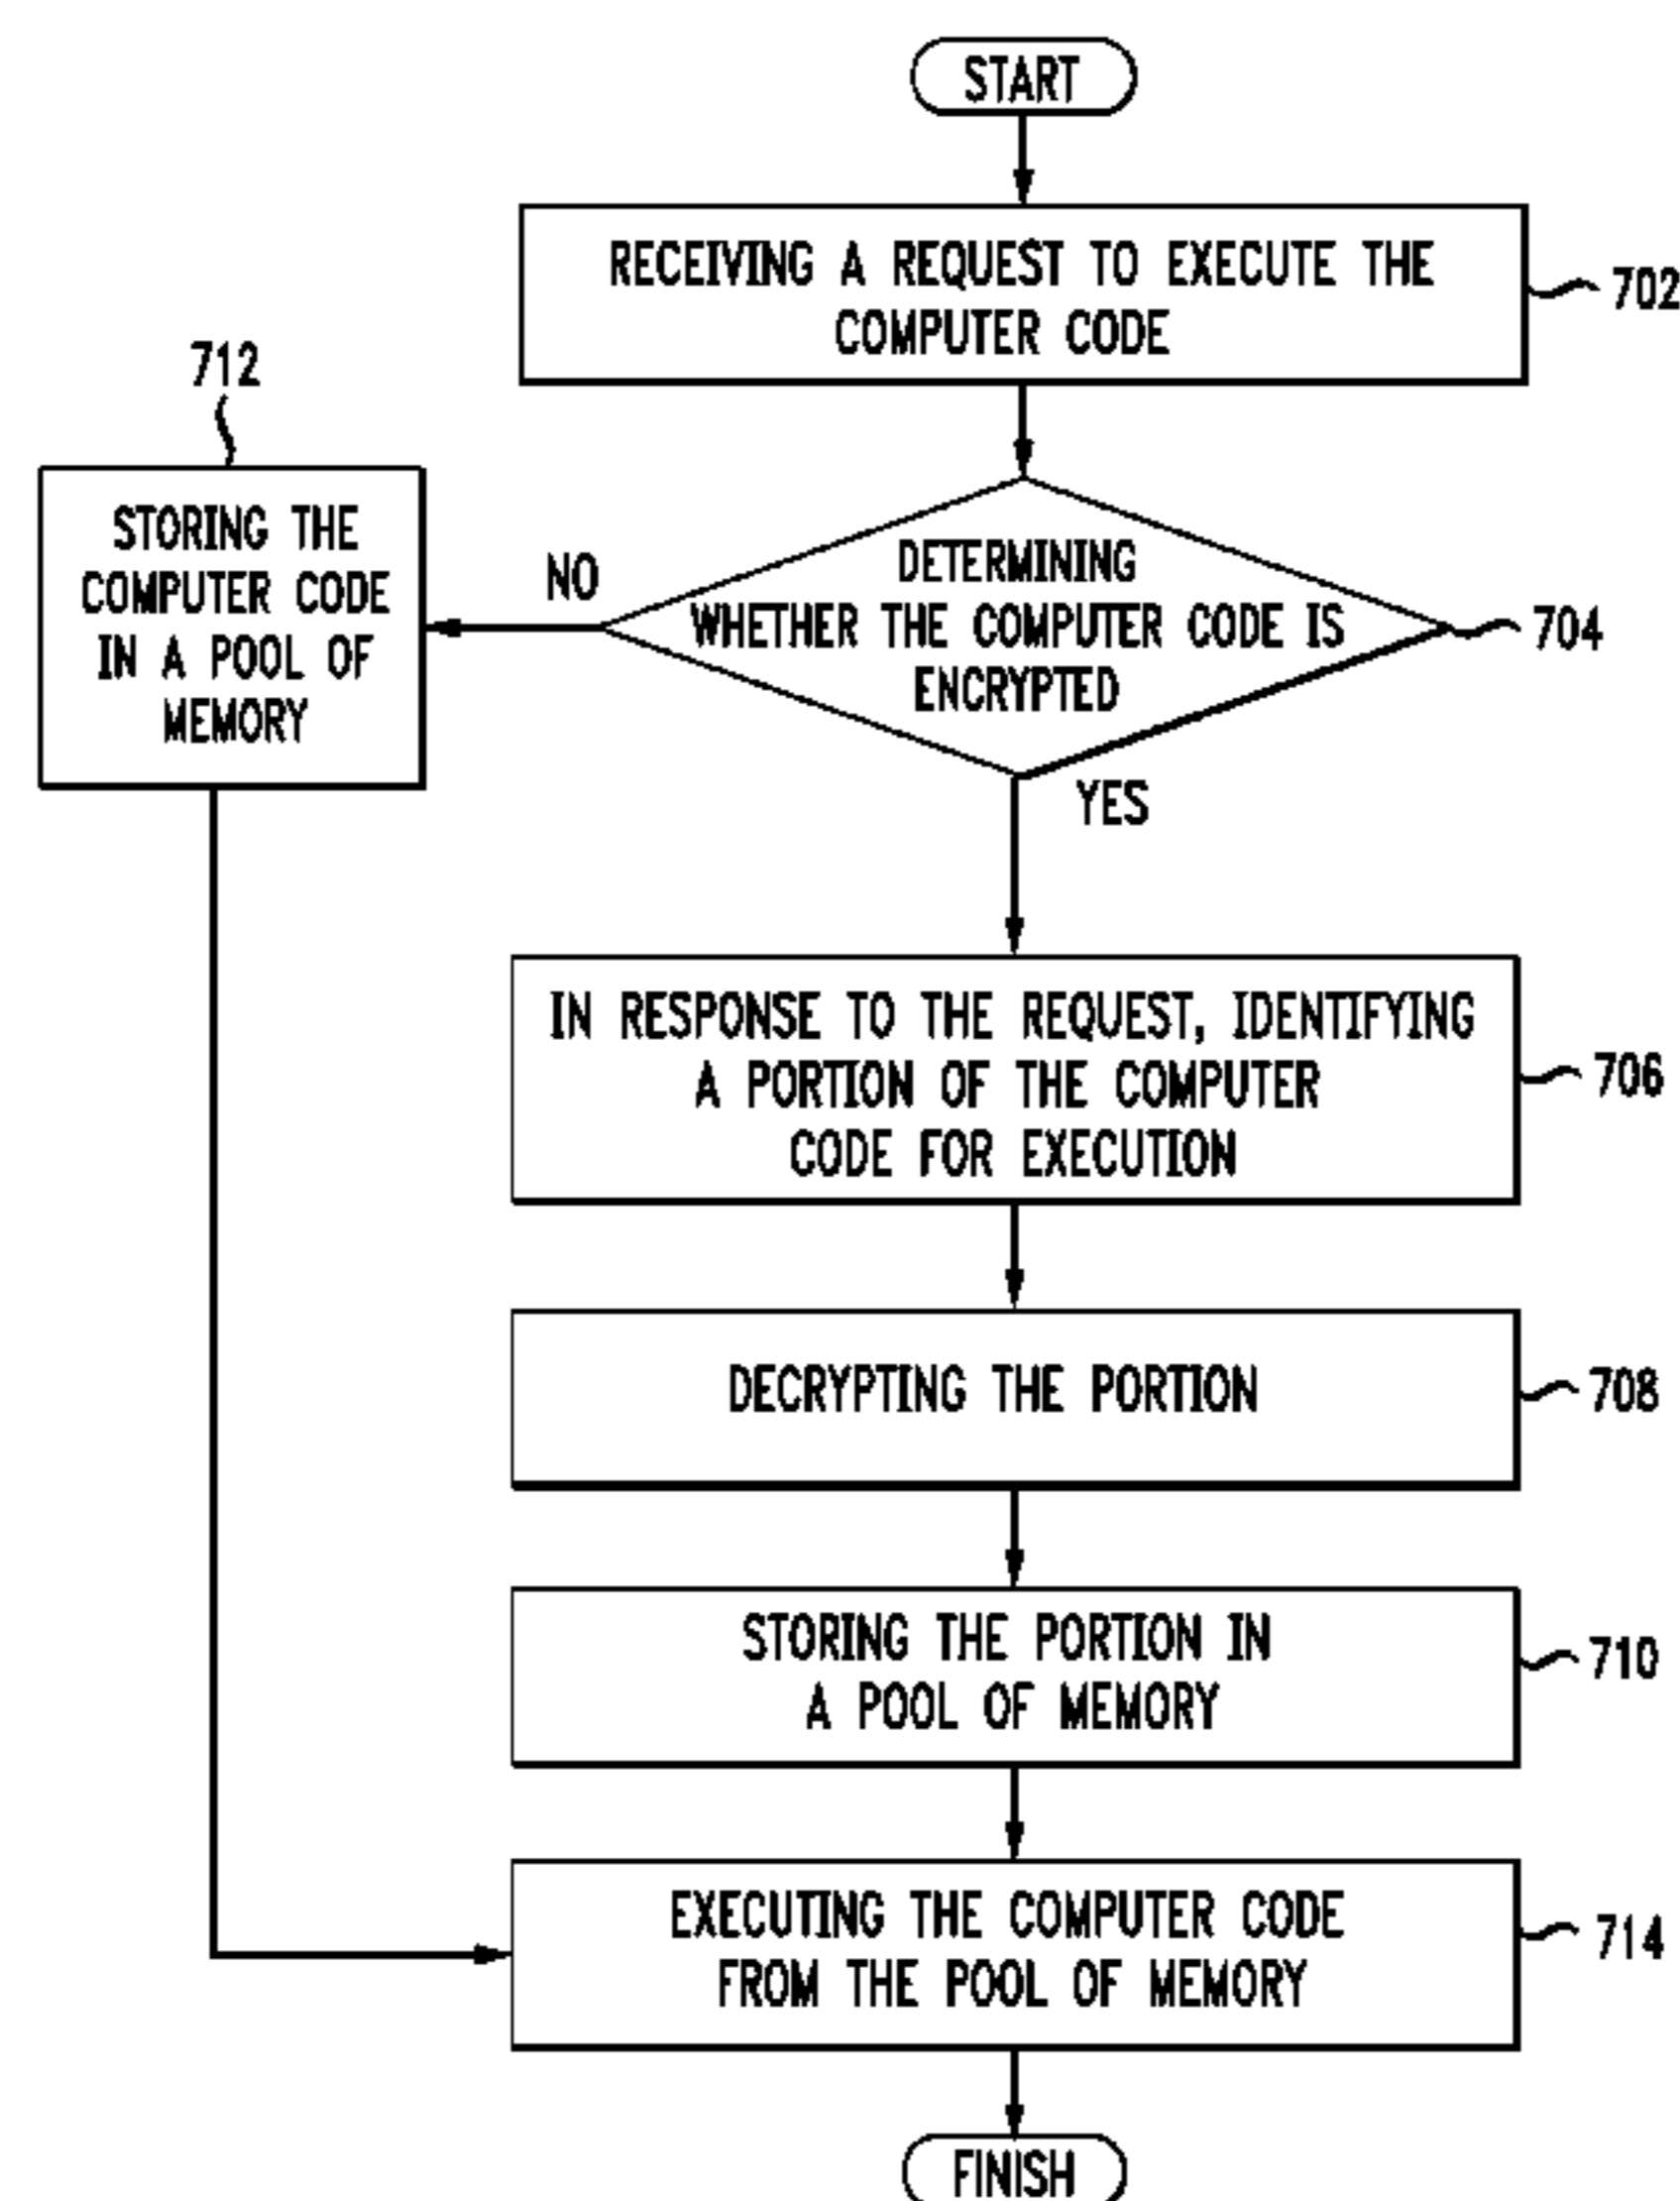 START
RECEIVING A REQUEST TO EXECUTE THE
COMPUTER CODE
702
712
STORING THE
COMPUTER CODE
IN A POOL OF
MEMORY
NO
DETERMINING
WHETHER THE COMPUTER CODE IS
ENCRYPTED
704
YES
IN RESPONSE TO THE REQUEST, IDENTIFYING
A PORTION OF THE COMPUTER
CODE FOR EXECUTION
706
DECRYPTING THE PORTION
708
STORING THE PORTION IN
A POOL OF MEMORY
710
EXECUTING THE COMPUTER CODE
FROM THE POOL OF MEMORY
714
FINISH